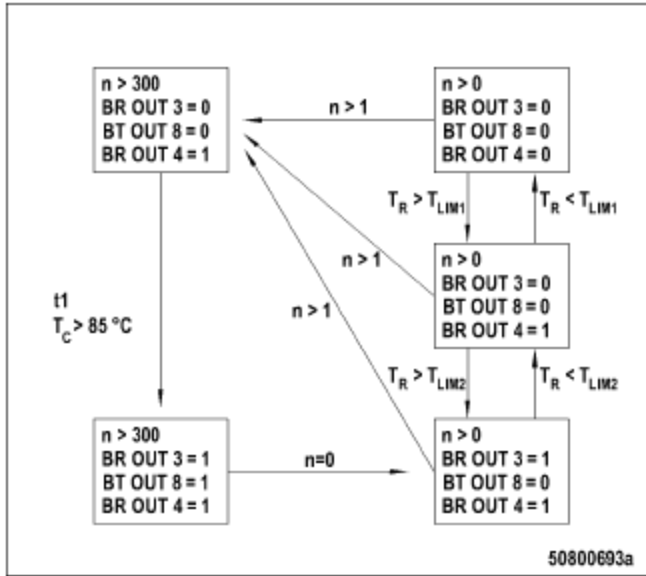 n > 300
BR OUT 3 = 0
BT OUT 8 = 0
BR OUT 4 = 1
n > 1
n > 0
BR OUT 3 = 0
BT OUT 8 = 0
BR OUT 4 = 0
T_R > T_LIM1
T_R < T_LIM1
n > 1
n > 0
BR OUT 3 = 0
BT OUT 8 = 0
BR OUT 4 = 1
t1
T_C > 85 °C
n > 1
T_R > T_LIM2
T_R < T_LIM2
n > 300
BR OUT 3 = 1
BT OUT 8 = 1
BR OUT 4 = 1
n=0
n > 0
BR OUT 3 = 1
BT OUT 8 = 0
BR OUT 4 = 1
50800693a